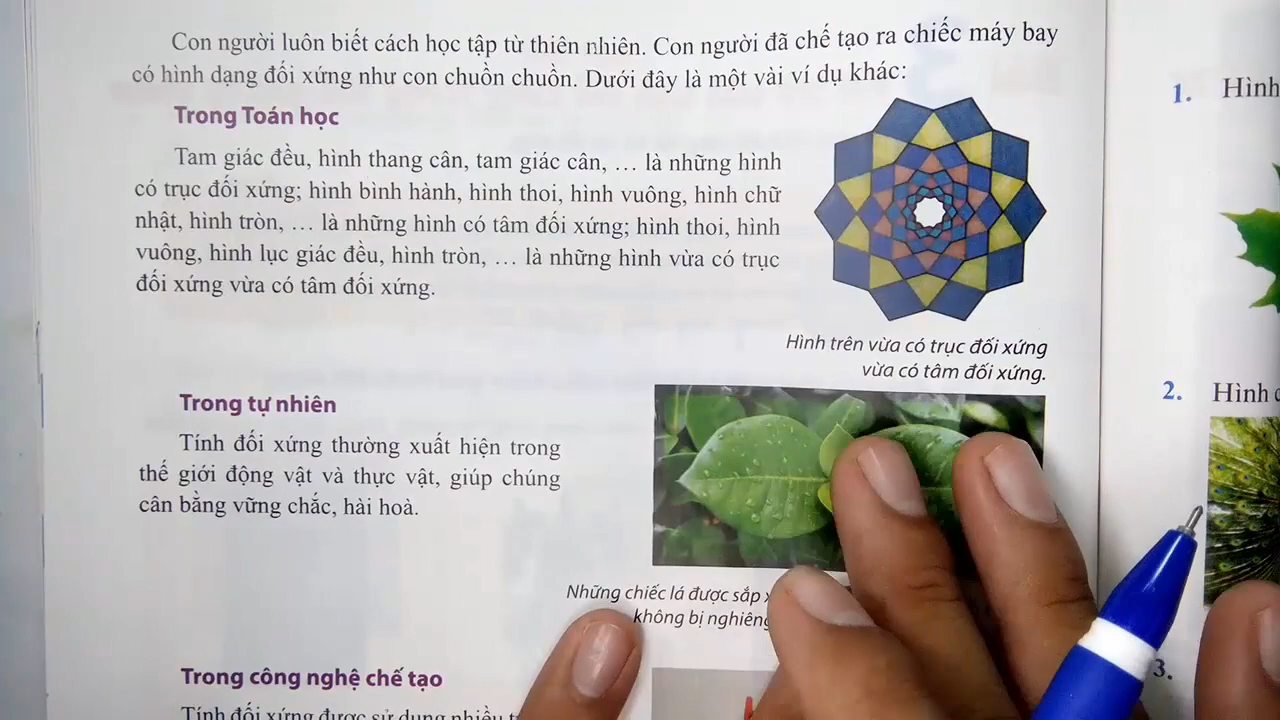 Con người luôn biết cách học tập từ thiên nhiên. Con người đã chế tạo ra chiếc máy bay
có hình dạng đối xứng như con chuồn chuồn. Dưới đây là một vài ví dụ khác:
Trong Toán học
Tam giác đều, hình thang cân, tam giác cân, … là những hình
có trục đối xứng; hình bình hành, hình thoi, hình vuông, hình chữ
nhật, hình tròn, … là những hình có tâm đối xứng; hình thoi, hình
vuông, hình lục giác đều, hình tròn, … là những hình vừa có trục
đối xứng vừa có tâm đối xứng.
Hình trên vừa có trục đối xứng
vừa có tâm đối xứng.
Trong tự nhiên
Tính đối xứng thường xuất hiện trong
thế giới động vật và thực vật, giúp chúng
cân bằng vững chắc, hài hoà.
Những chiếc lá được sắp
không bị nghiêng
Trong công nghệ chế tạo
Tính đối xứng được sử dụng nhiều
1. Hình
2. Hình
3.